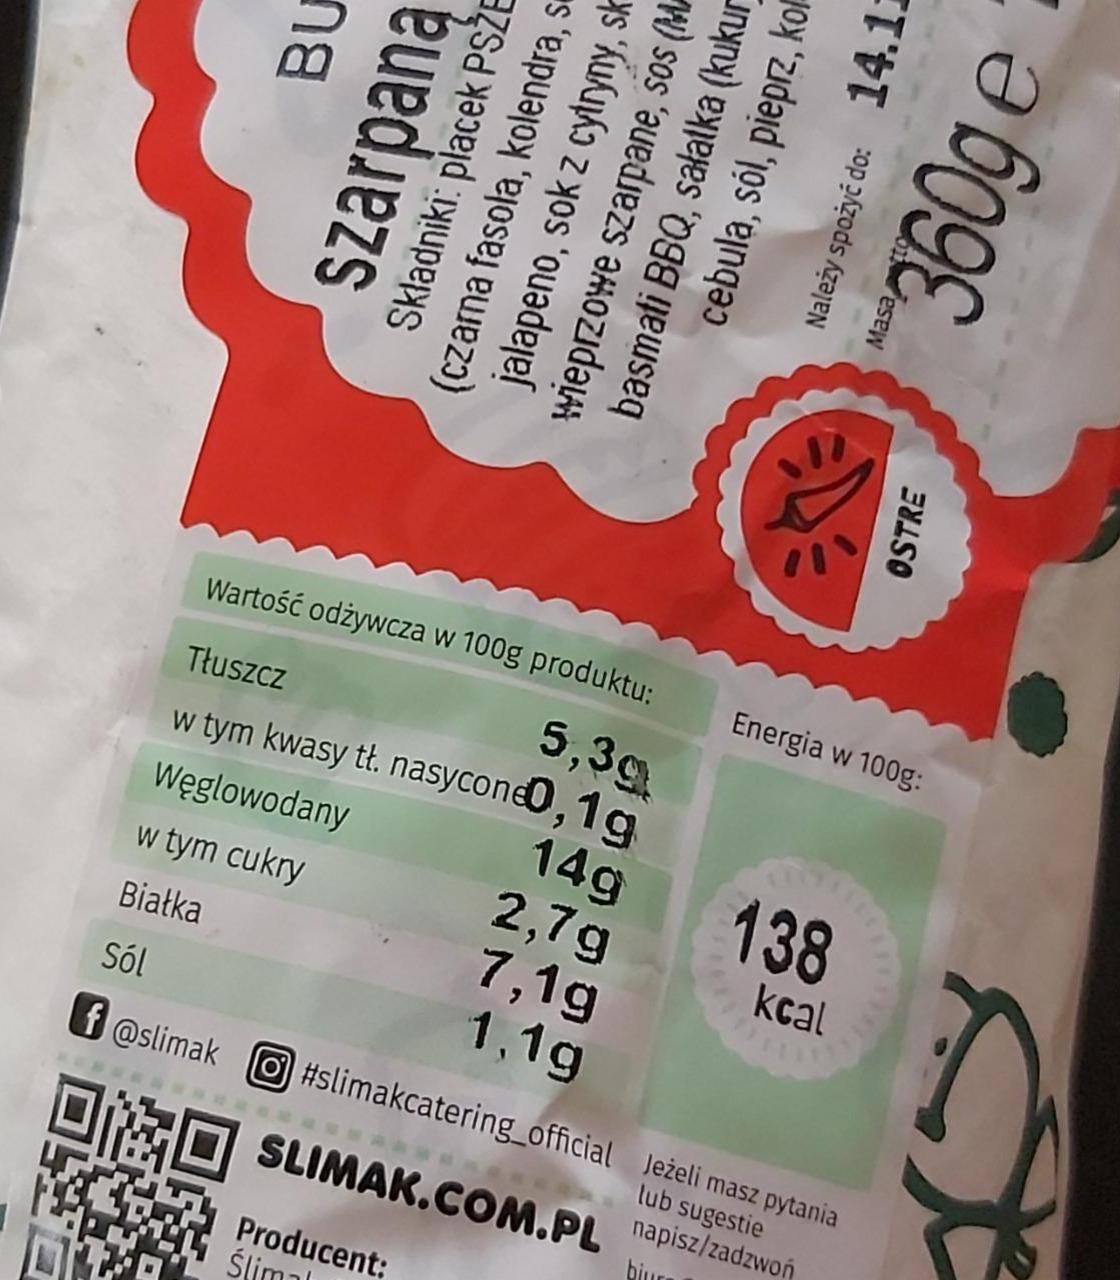 BU
szarpana
Składniki: placek
(czarna fasola, kolendra,
jalapeno, sok z cytryny,
wieprzowe szarpane, sos
basmati BBQ, sałatka
cebula, sól, pieprz,
Należy spożyć do: 14.11
Masa netto
360g e
OSTRE
Wartość odżywcza w 100g produktu:
Tłuszcz 5,3g
w tym kwasy tł. nasycone 0,1g
Węglowodany 14g
w tym cukry 2,7g
Białka 7,1g
Sól 1,1g
Energia w 100g:
138
kcal
@slimak #slimakcatering_official
SLIMAK.COM.PL
Producent:
Jeżeli masz pytania
lub sugestie
napisz/zadzwoń